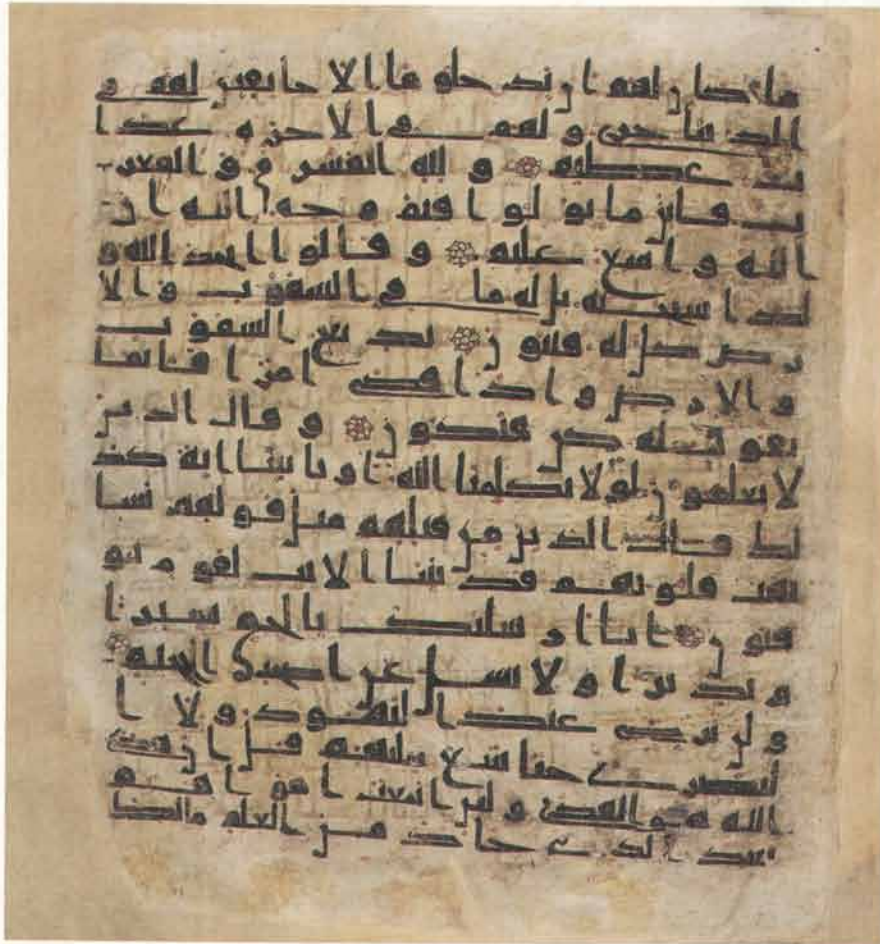 ما كان لهم ان يدخلوها الا خايفين لهم في
الدنيا خزي ولهم في الاخرة عذا
ب عظيم ولله المشرق والمغر
ب فاينما تولوا فثم وجه الله ان
الله واسع عليم وقالوا اتخذ الله و
لدا سبحنه بل له ما في السموت والا
رض كل له قنتون بديع السموت
والارض واذا قضى امرا فانما
يقول له كن فيكون وقال الذين
لا يعلمون لولا يكلمنا الله او تاتينا اية كذ
لك قال الذين من قبلهم مثل قولهم تشا
بهت قلوبهم قد بينا الايت لقوم يو
قنون انا ارسلنك بالحق بشيرا
ونذيرا ولا تسل عن اصحب الجحيم
ولن ترضى عنك اليهود ولا ا
لنصرى حتا تتبع ملتهم قل ان هدى
الله هو الهدى ولئن اتبعت اهواهم
بعد الذي جاك من العلم مالك